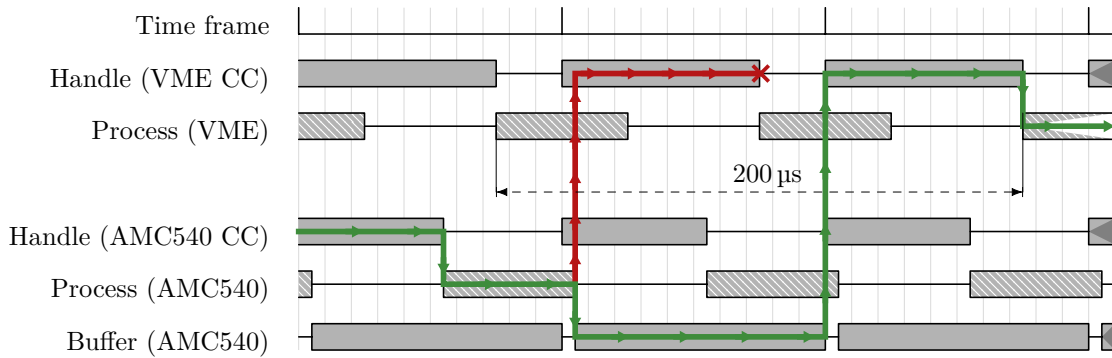 Time frame
Handle (VME CC)
Process (VME)
200 µs
Handle (AMC540 CC)
Process (AMC540)
Buffer (AMC540)